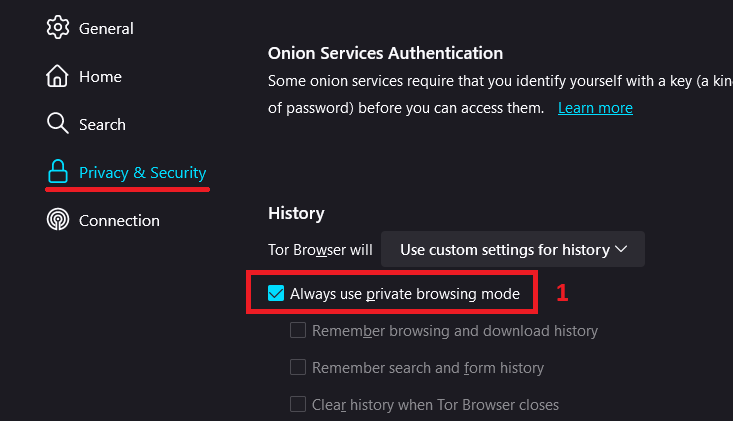 General
Home
Search
Privacy & Security
Connection
Onion Services Authentication
Some onion services require that you identify yourself with a key (a
of password) before you can access them. Learn more
History
Tor Browser will Use custom settings for history
Always use private browsing mode 1
Remember browsing and download history
Remember search and form history
Clear history when Tor Browser closes